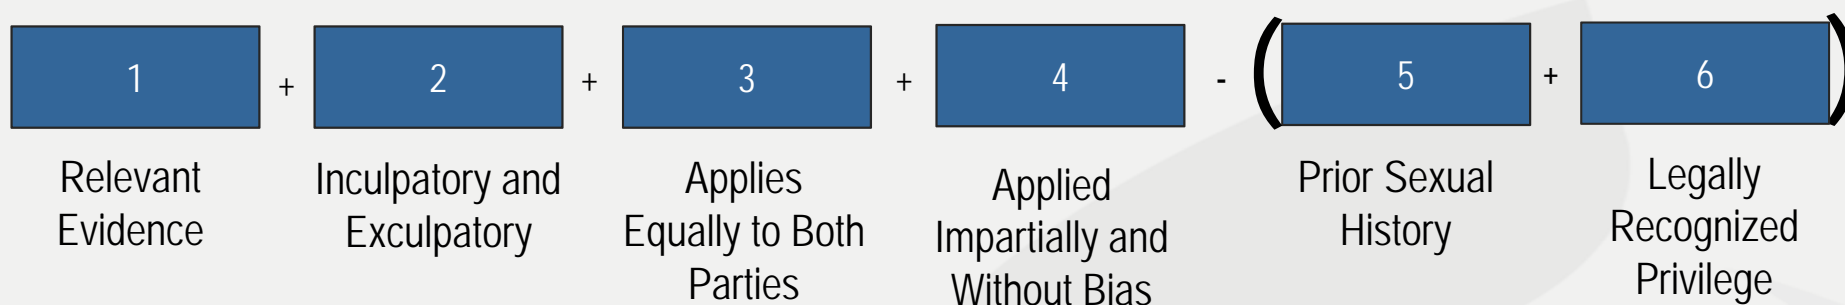 1 + 2 + 3 + 4 - ( 5 + 6 )
Relevant
Evidence
Inculpatory and
Exculpatory
Applies
Equally to Both
Parties
Applied
Impartially and
Without Bias
Prior Sexual
History
Legally
Recognized
Privilege